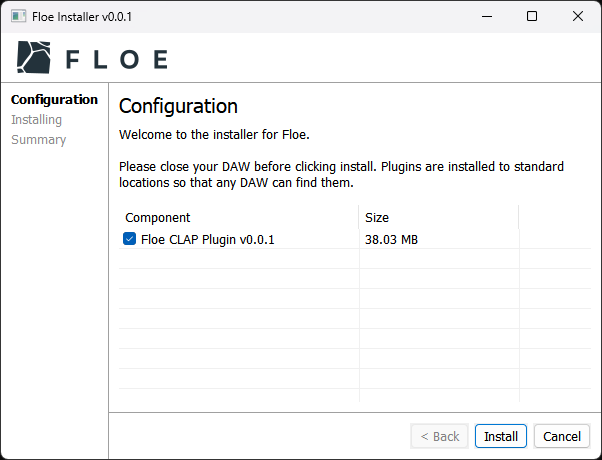 Floe Installer v0.0.1
FLOE
Configuration
Installing
Summary
Configuration
Welcome to the installer for Floe.
Please close your DAW before clicking install. Plugins are installed to standard
locations so that any DAW can find them.
Component Size
Floe CLAP Plugin v0.0.1 38.03 MB
< Back Install Cancel